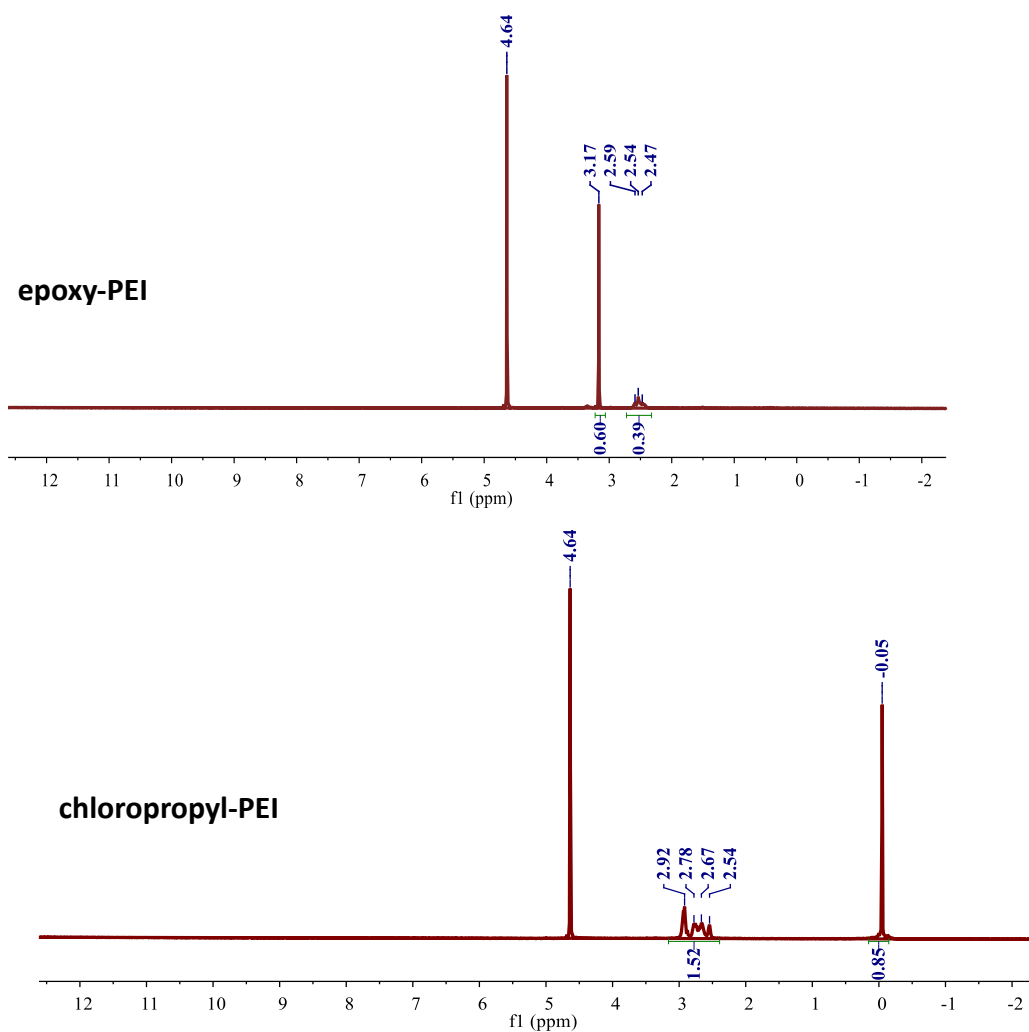 4.64
3.17
2.59
2.54
2.47
epoxy-PEI
0.60
0.39
12 11 10 9 8 7 6 5 4 3 2 1 0 -1 -2
f1 (ppm)
4.64
-0.05
chloropropyl-PEI
2.92
2.78
2.67
2.54
1.52
0.85
12 11 10 9 8 7 6 5 4 3 2 1 0 -1 -2
f1 (ppm)